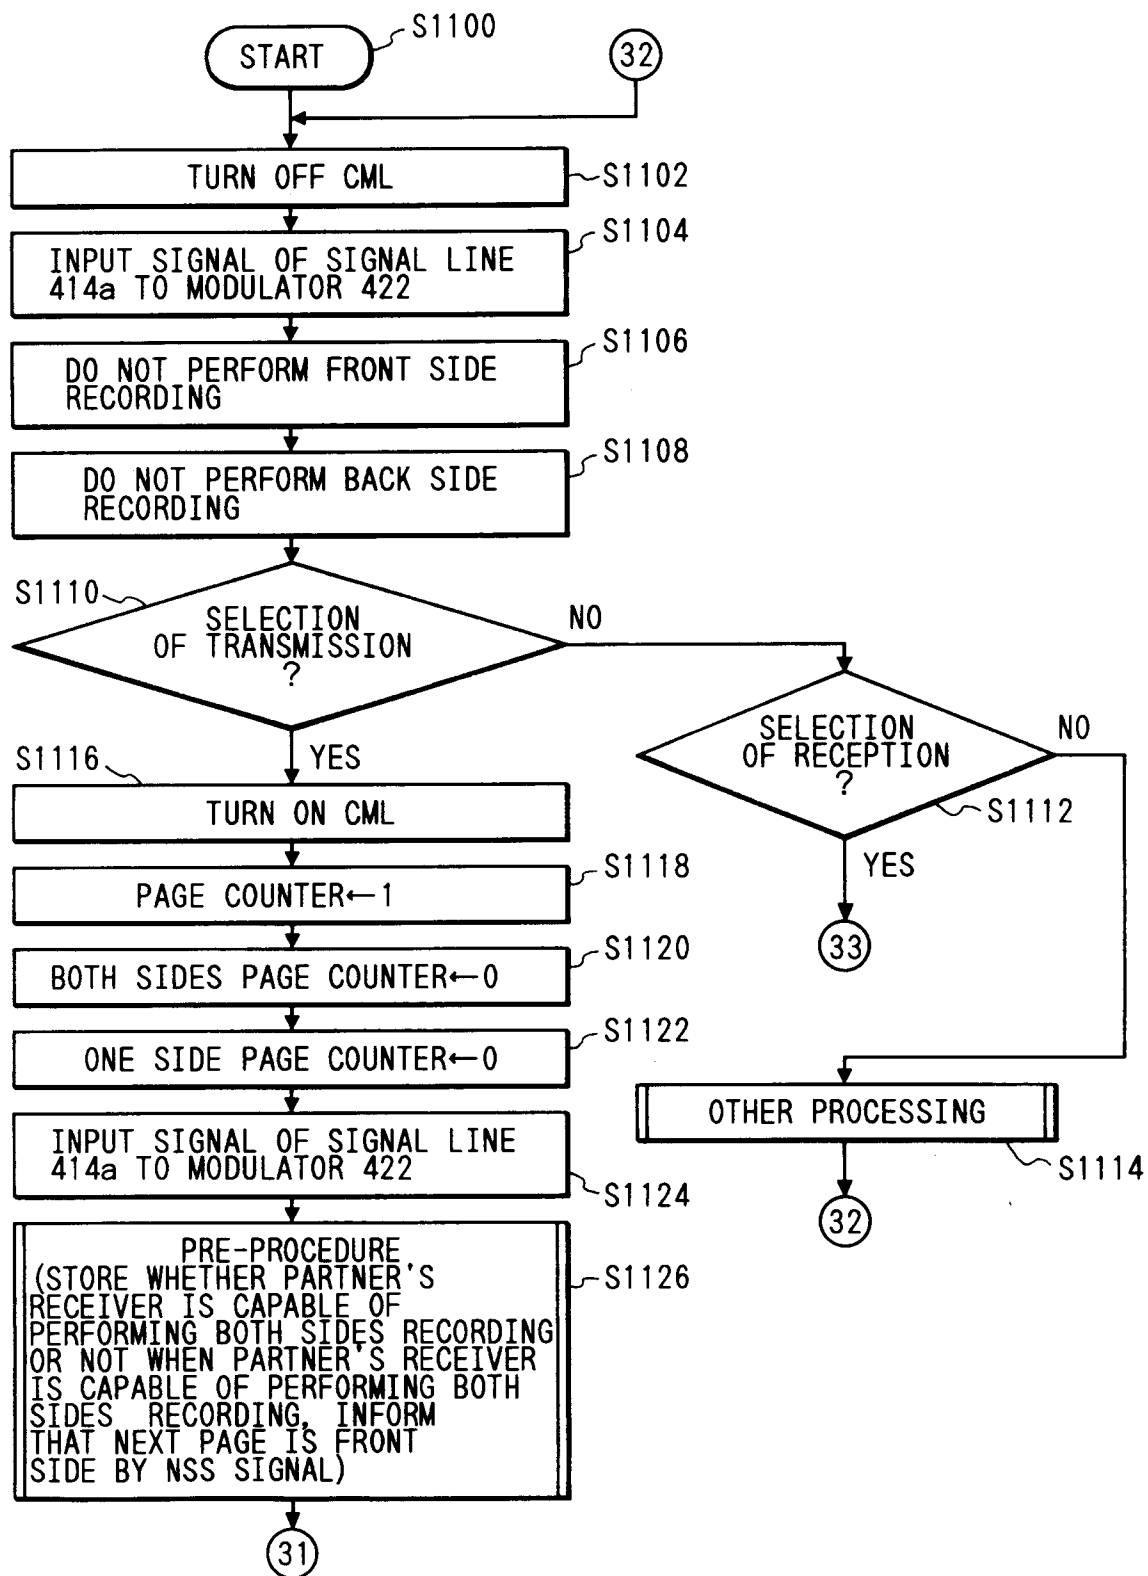 START
S1100
32
TURN OFF CML
S1102
INPUT SIGNAL OF SIGNAL LINE
414a TO MODULATOR 422
S1104
DO NOT PERFORM FRONT SIDE
RECORDING
S1106
DO NOT PERFORM BACK SIDE
RECORDING
S1108
S1110
SELECTION
OF TRANSMISSION
?
NO
YES
SELECTION
OF RECEPTION
?
NO
S1112
YES
33
S1116
TURN ON CML
PAGE COUNTER←1
S1118
BOTH SIDES PAGE COUNTER←0
S1120
ONE SIDE PAGE COUNTER←0
S1122
INPUT SIGNAL OF SIGNAL LINE
414a TO MODULATOR 422
S1124
OTHER PROCESSING
S1114
32
PRE-PROCEDURE
(STORE WHETHER PARTNER'S
RECEIVER IS CAPABLE OF
PERFORMING BOTH SIDES RECORDING
OR NOT WHEN PARTNER'S RECEIVER
IS CAPABLE OF PERFORMING BOTH
SIDES RECORDING, INFORM
THAT NEXT PAGE IS FRONT
SIDE BY NSS SIGNAL)
S1126
31